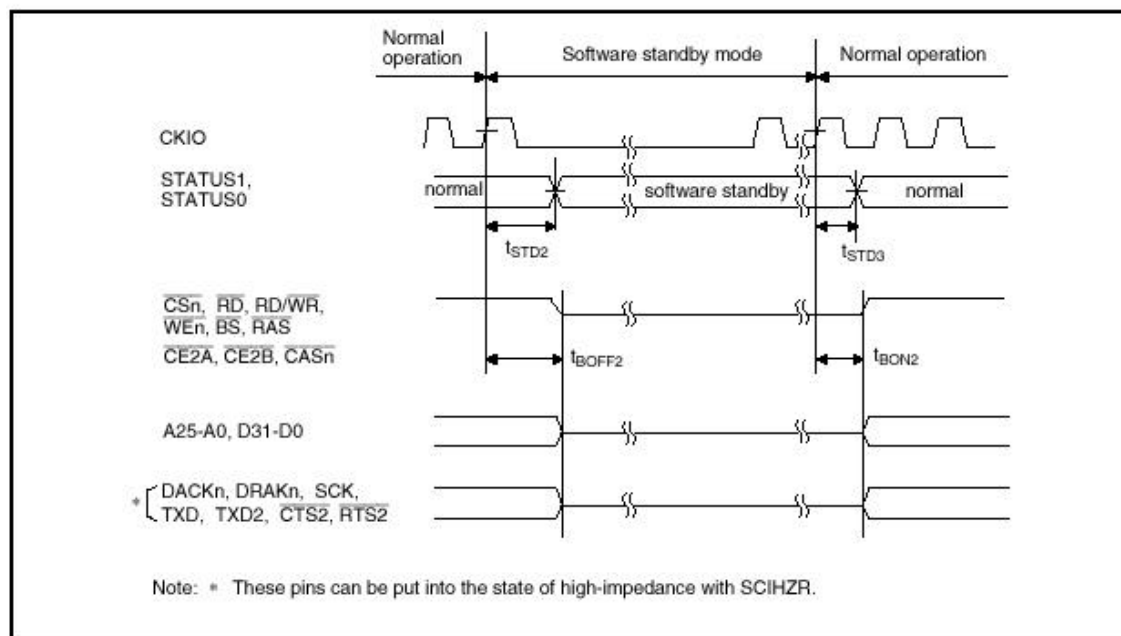 Normal operation
Software standby mode
Normal operation
CKIO
STATUS1,
STATUS0
normal
software standby
normal
tSTD2
tSTD3
CSn, RD, RD/WR,
WEn, BS, RAS
CE2A, CE2B, CASn
tBOFF2
tBON2
A25-A0, D31-D0
* DACKn, DRAKn, SCK,
TXD, TXD2, CTS2, RTS2
Note: * These pins can be put into the state of high-impedance with SCIHZR.